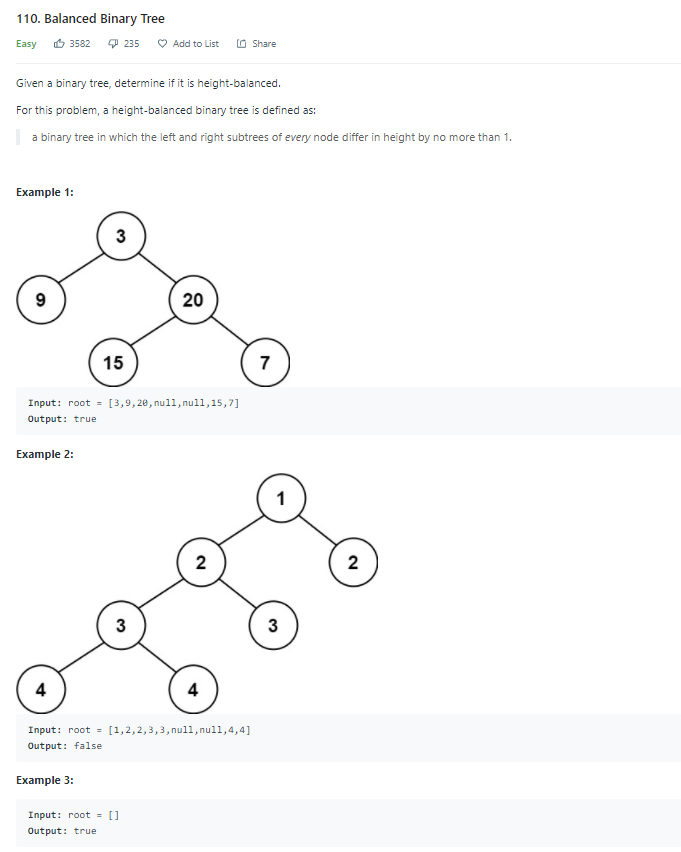 110. Balanced Binary Tree
Easy 3582 235 Add to List Share
Given a binary tree, determine if it is height-balanced.
For this problem, a height-balanced binary tree is defined as:
a binary tree in which the left and right subtrees of every node differ in height by no more than 1.
Example 1:
3
9 20
15 7
Input: root = [3,9,20,null,null,15,7]
Output: true
Example 2:
1
2 2
3 3
4 4
Input: root = [1,2,2,3,3,null,null,4,4]
Output: false
Example 3:
Input: root = []
Output: true